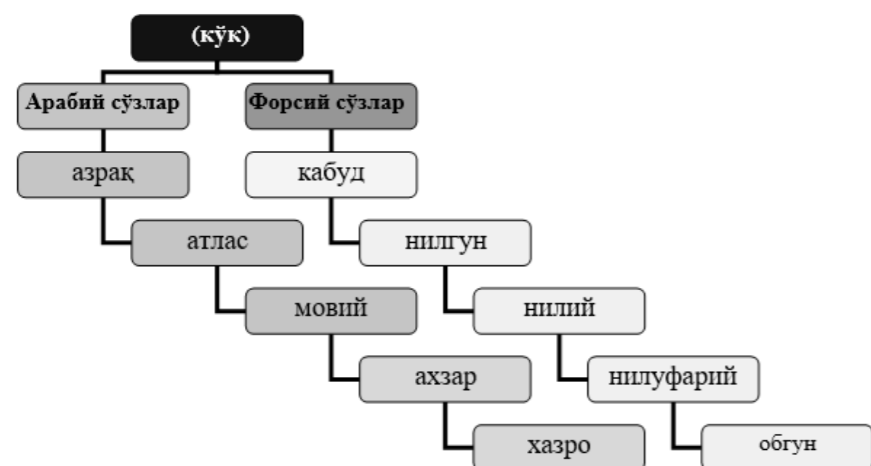 (кўк)
Арабий сўзлар
Форсий сўзлар
азрақ
кабуд
атлас
нилгун
мовий
нилий
ахзар
нилуфарий
хазро
обгун